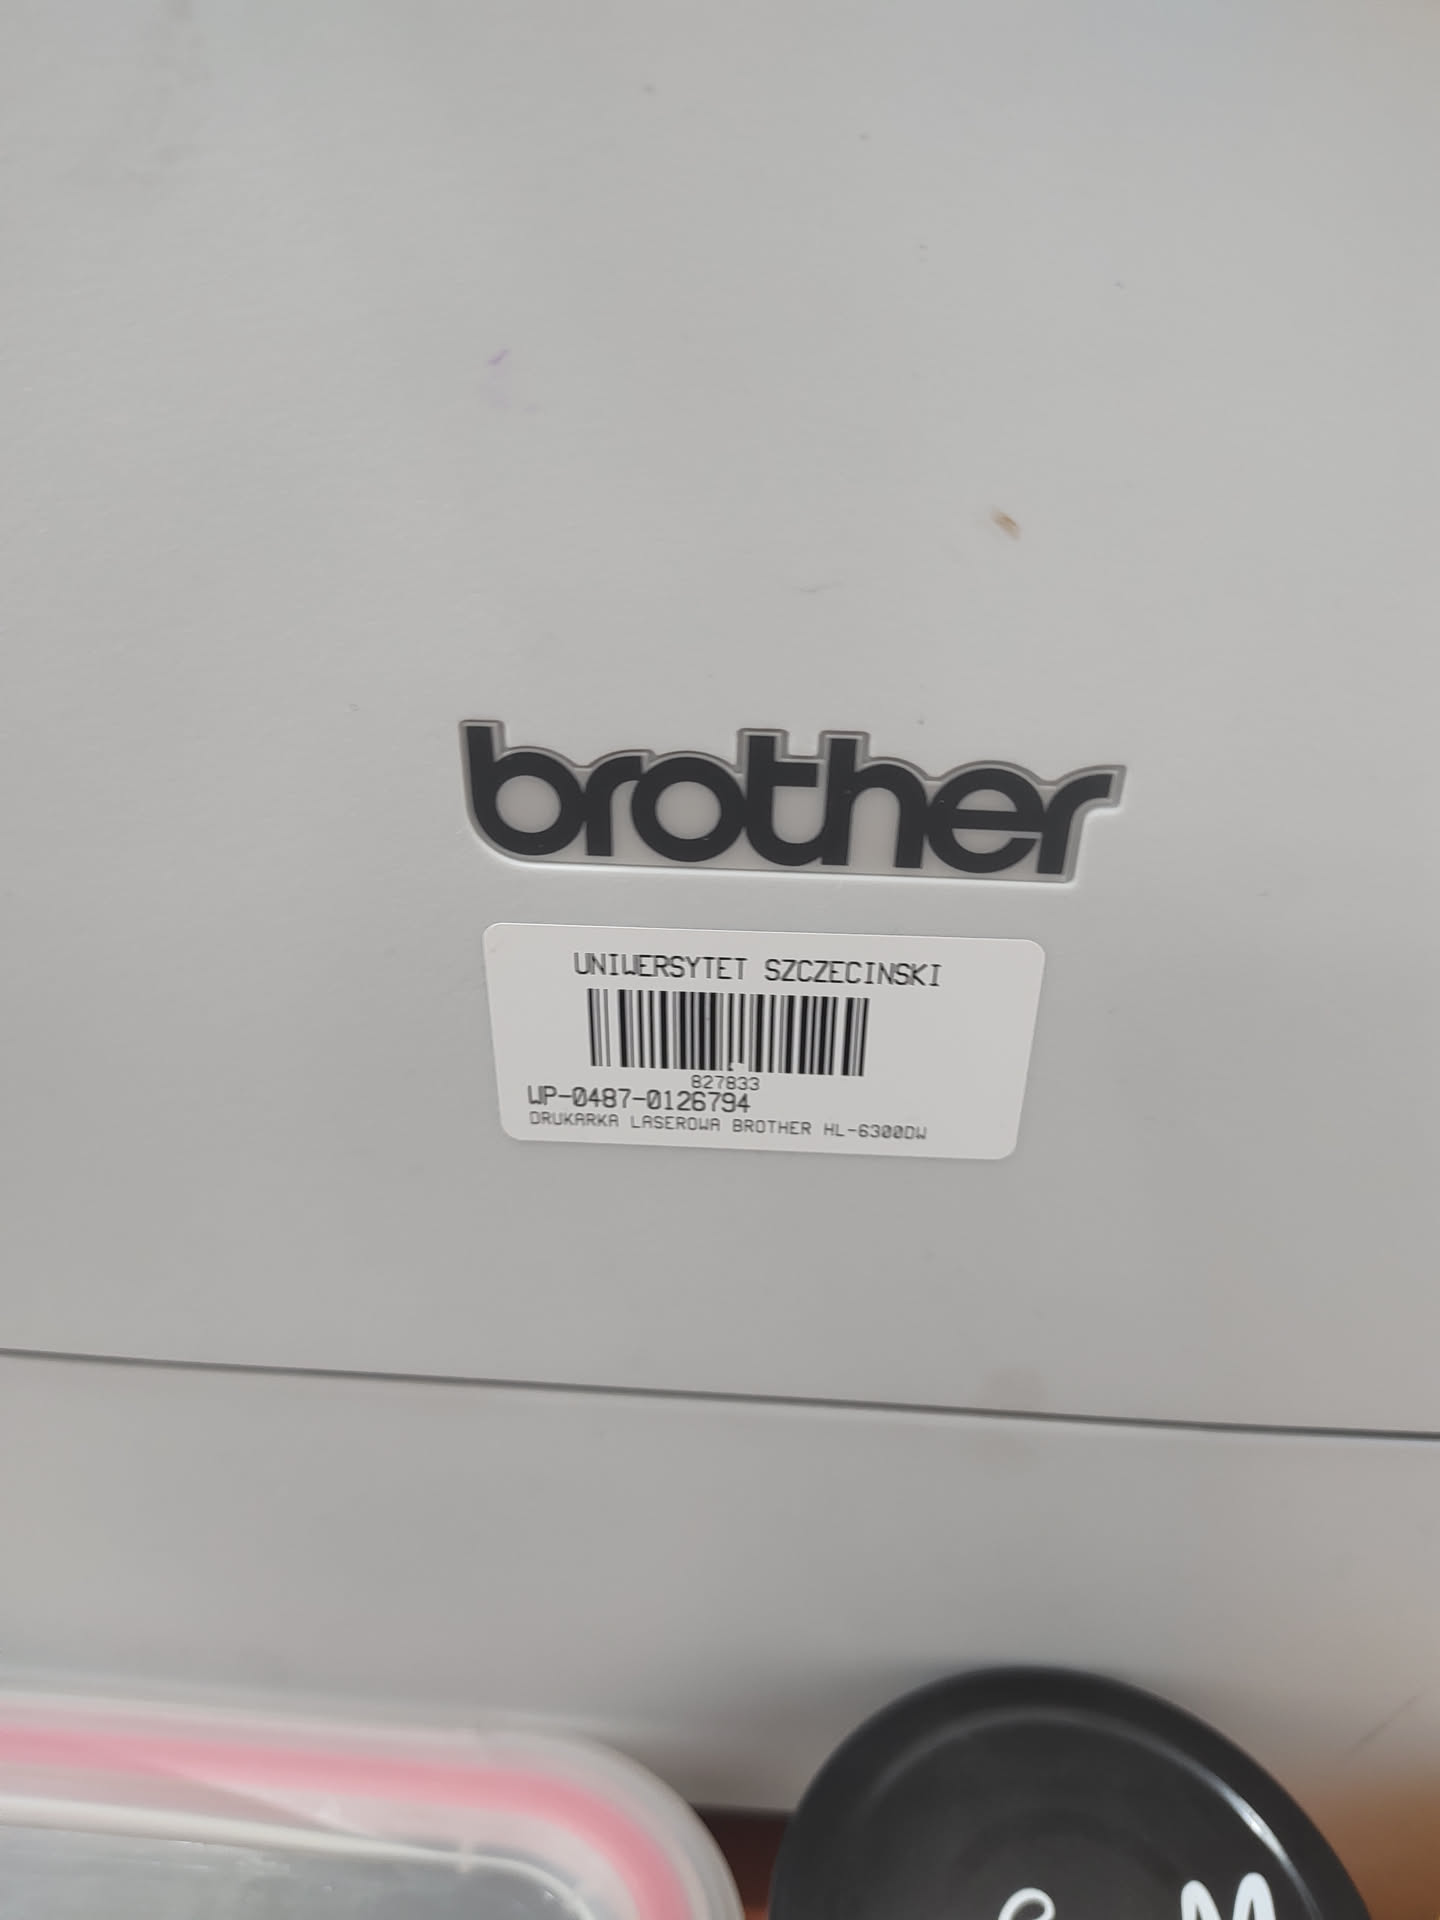 brother
UNIWERSYTET SZCZECINSKI
827833
WP-0487-0126794
DRUKARKA LASEROWA BROTHER HL-6300DW